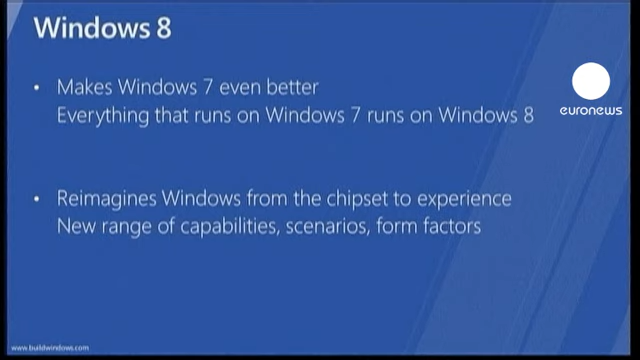 Windows 8
• Makes Windows 7 even better
Everything that runs on Windows 7 runs on Windows 8
euronews
• Reimagines Windows from the chipset to experience
New range of capabilities, scenarios, form factors
www.buildwindows.com